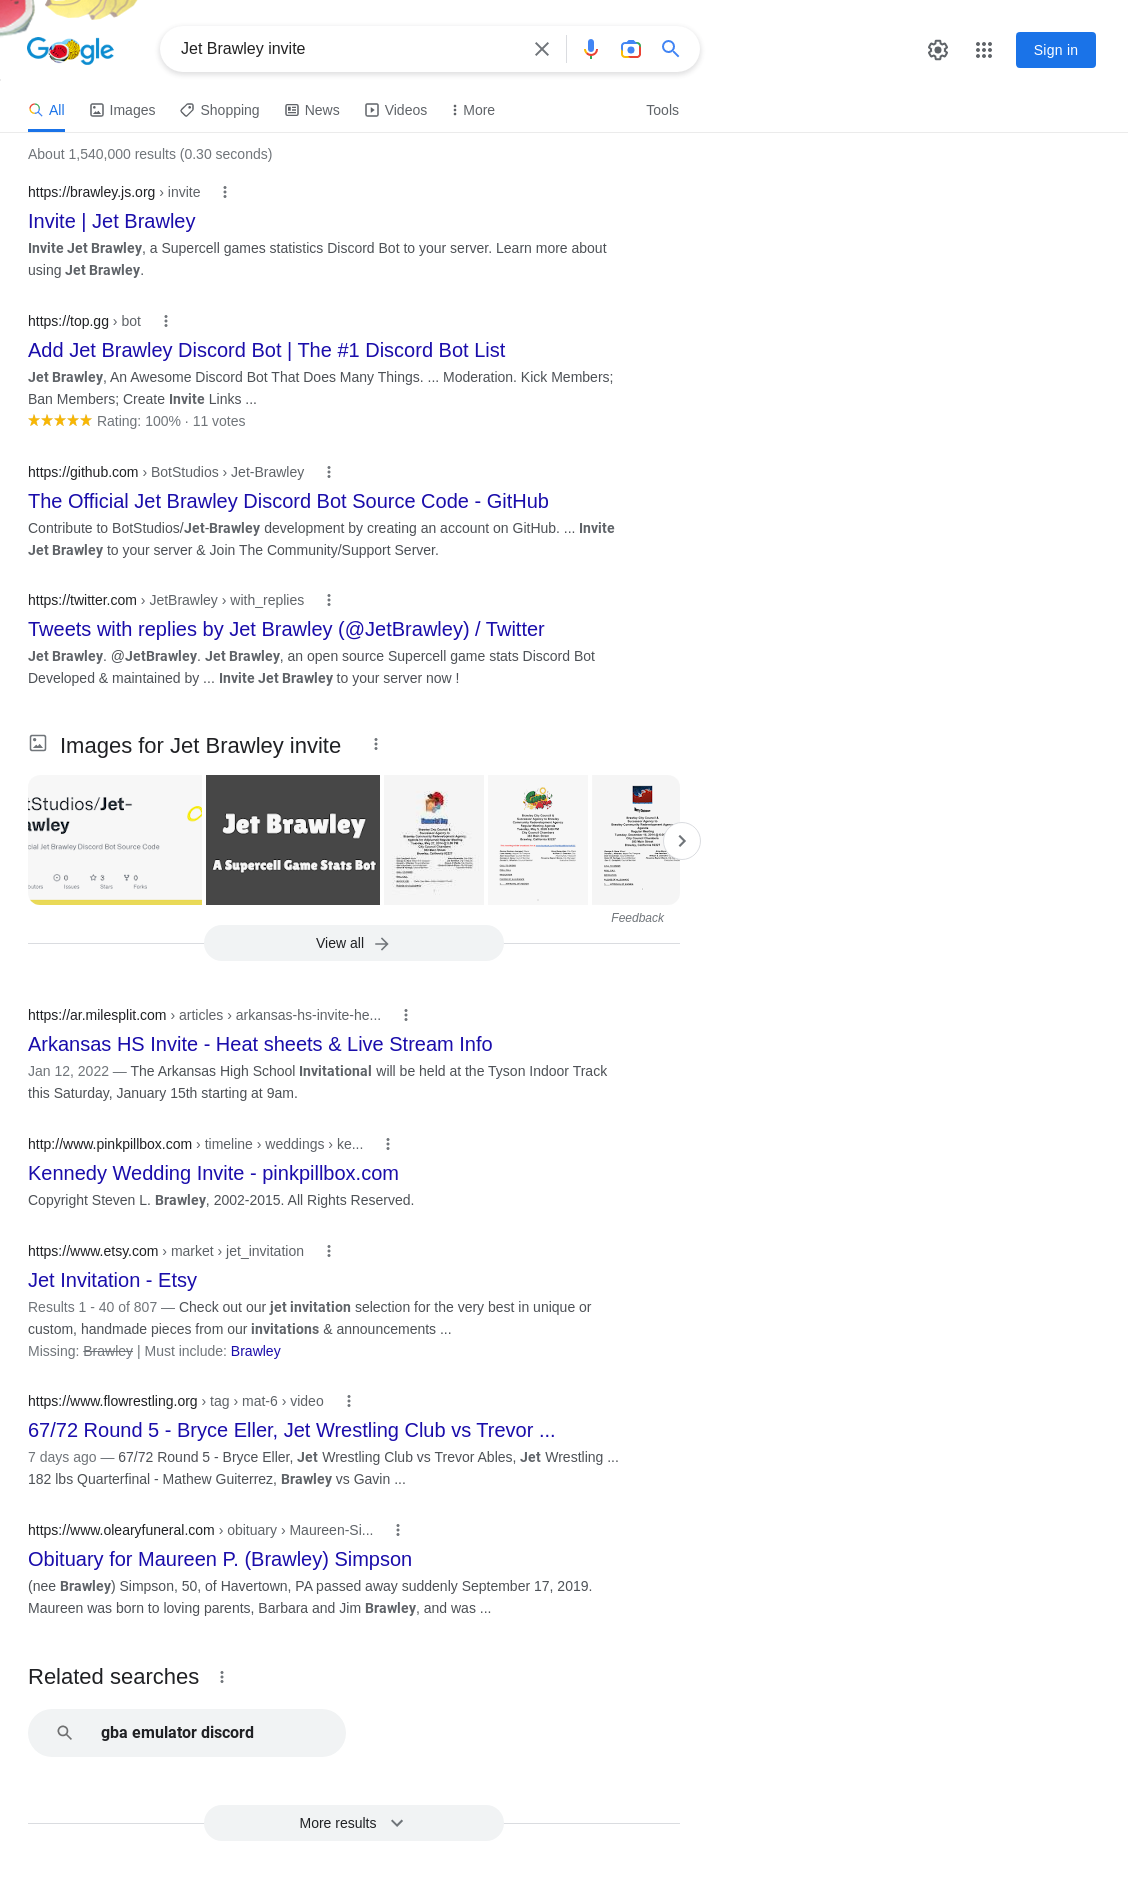 Google
Jet Brawley invite
Sign in
All Images Shopping News Videos More Tools
About 1,540,000 results (0.30 seconds)
https://brawley.js.org › invite
Invite | Jet Brawley
Invite Jet Brawley, a Supercell games statistics Discord Bot to your server. Learn more about
using Jet Brawley.
https://top.gg › bot
Add Jet Brawley Discord Bot | The #1 Discord Bot List
Jet Brawley, An Awesome Discord Bot That Does Many Things. ... Moderation. Kick Members;
Ban Members; Create Invite Links ...
Rating: 100% · 11 votes
https://github.com › BotStudios › Jet-Brawley
The Official Jet Brawley Discord Bot Source Code - GitHub
Contribute to BotStudios/Jet-Brawley development by creating an account on GitHub. ... Invite
Jet Brawley to your server & Join The Community/Support Server.
https://twitter.com › JetBrawley › with_replies
Tweets with replies by Jet Brawley (@JetBrawley) / Twitter
Jet Brawley. @JetBrawley. Jet Brawley, an open source Supercell game stats Discord Bot
Developed & maintained by ... Invite Jet Brawley to your server now !
Images for Jet Brawley invite
tStudios/Jet-
wley
cial Jet Brawley Discord Bot Source Code
0 3 0
Issues Stars Forks
Jet Brawley
A Supercell Game Stats Bot
Memorial Day
Feedback
View all
https://ar.milesplit.com › articles › arkansas-hs-invite-he...
Arkansas HS Invite - Heat sheets & Live Stream Info
Jan 12, 2022 — The Arkansas High School Invitational will be held at the Tyson Indoor Track
this Saturday, January 15th starting at 9am.
http://www.pinkpillbox.com › timeline › weddings › ke...
Kennedy Wedding Invite - pinkpillbox.com
Copyright Steven L. Brawley, 2002-2015. All Rights Reserved.
https://www.etsy.com › market › jet_invitation
Jet Invitation - Etsy
Results 1 - 40 of 807 — Check out our jet invitation selection for the very best in unique or
custom, handmade pieces from our invitations & announcements ...
Missing: Brawley | Must include: Brawley
https://www.flowrestling.org › tag › mat-6 › video
67/72 Round 5 - Bryce Eller, Jet Wrestling Club vs Trevor ...
7 days ago — 67/72 Round 5 - Bryce Eller, Jet Wrestling Club vs Trevor Ables, Jet Wrestling ...
182 lbs Quarterfinal - Mathew Guiterrez, Brawley vs Gavin ...
https://www.olearyfuneral.com › obituary › Maureen-Si...
Obituary for Maureen P. (Brawley) Simpson
(nee Brawley) Simpson, 50, of Havertown, PA passed away suddenly September 17, 2019.
Maureen was born to loving parents, Barbara and Jim Brawley, and was ...
Related searches
gba emulator discord
More results